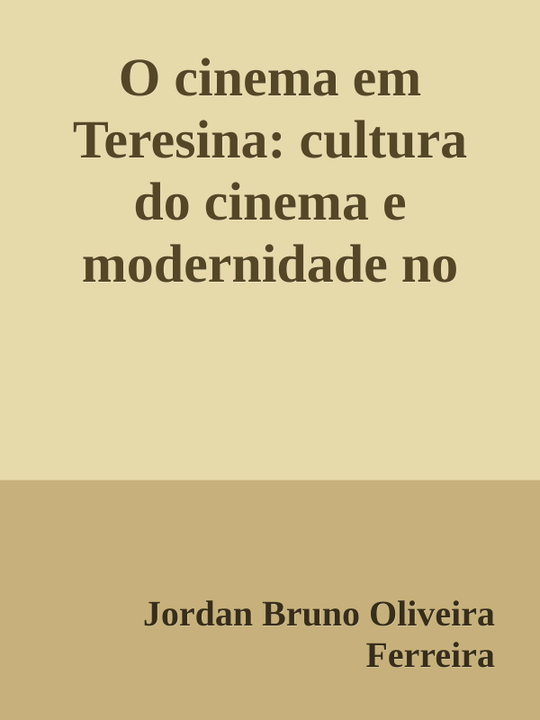 O cinema em
Teresina: cultura
do cinema e
modernidade no
Jordan Bruno Oliveira
Ferreira